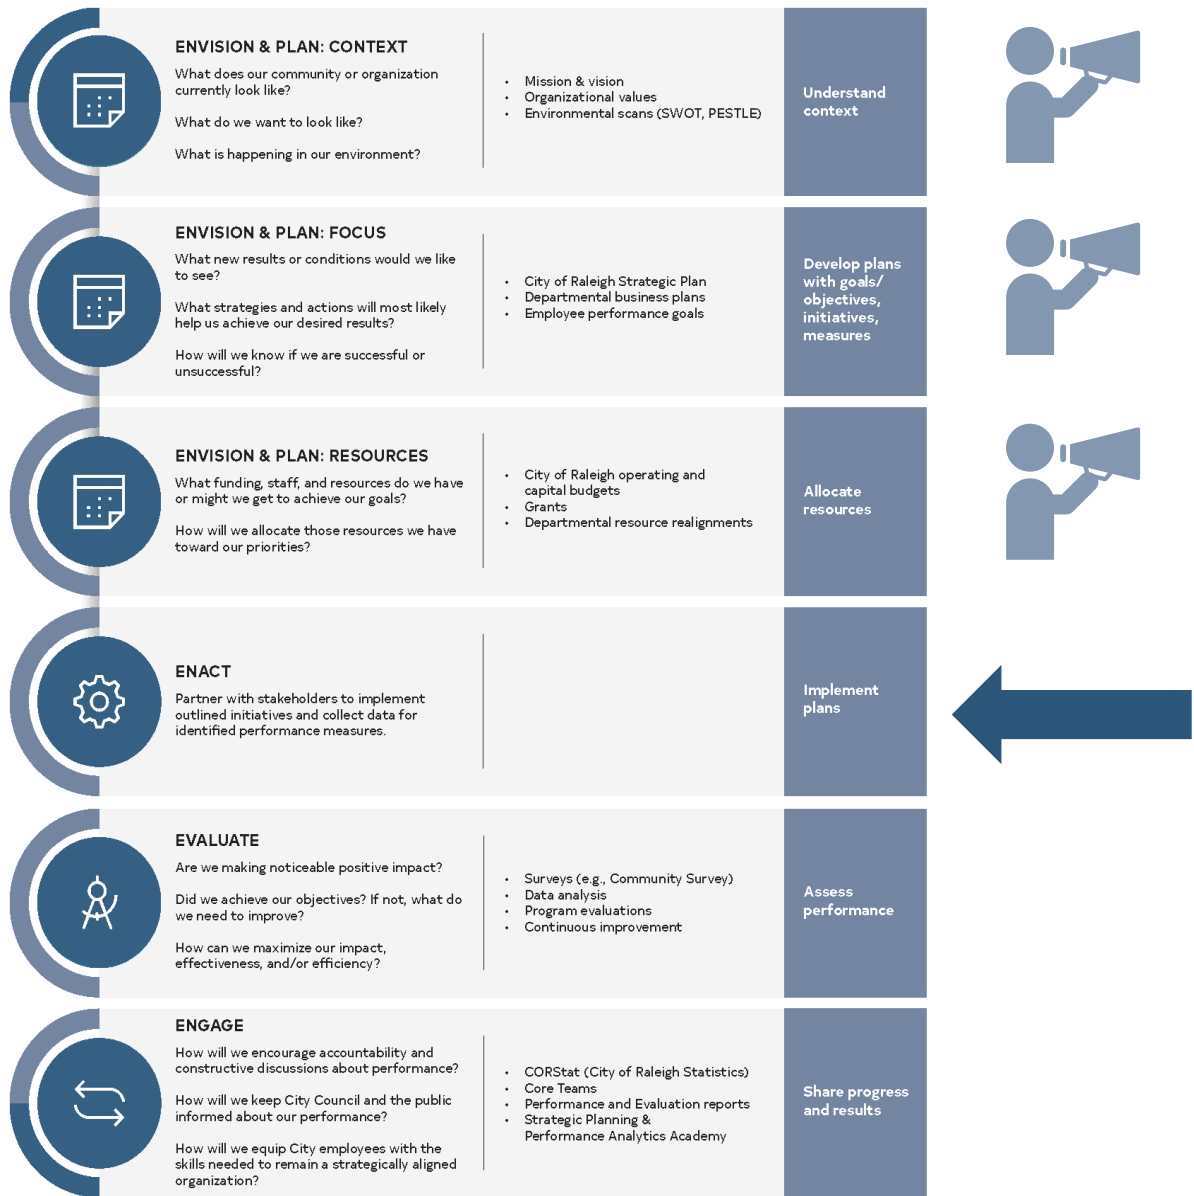 ENVISION & PLAN: CONTEXT
What does our community or organization
currently look like?
What do we want to look like?
What is happening in our environment?
• Mission & vision
• Organizational values
• Environmental scans (SWOT, PESTLE)
Understand
context
ENVISION & PLAN: FOCUS
What new results or conditions would we like
to see?
What strategies and actions will most likely
help us achieve our desired results?
How will we know if we are successful or
unsuccessful?
• City of Raleigh Strategic Plan
• Departmental business plans
• Employee performance goals
Develop plans
with goals/
objectives,
initiatives,
measures
ENVISION & PLAN: RESOURCES
What funding, staff, and resources do we have
or might we get to achieve our goals?
How will we allocate those resources we have
toward our priorities?
• City of Raleigh operating and
capital budgets
• Grants
• Departmental resource realignments
Allocate
resources
ENACT
Partner with stakeholders to implement
outlined initiatives and collect data for
identified performance measures.
Implement
plans
EVALUATE
Are we making noticeable positive impact?
Did we achieve our objectives? If not, what do
we need to improve?
How can we maximize our impact,
effectiveness, and/or efficiency?
• Surveys (e.g., Community Survey)
• Data analysis
• Program evaluations
• Continuous improvement
Assess
performance
ENGAGE
How will we encourage accountability and
constructive discussions about performance?
How will we keep City Council and the public
informed about our performance?
How will we equip City employees with the
skills needed to remain a strategically aligned
organization?
• CORStat (City of Raleigh Statistics)
• Core Teams
• Performance and Evaluation reports
• Strategic Planning &
Performance Analytics Academy
Share progress
and results